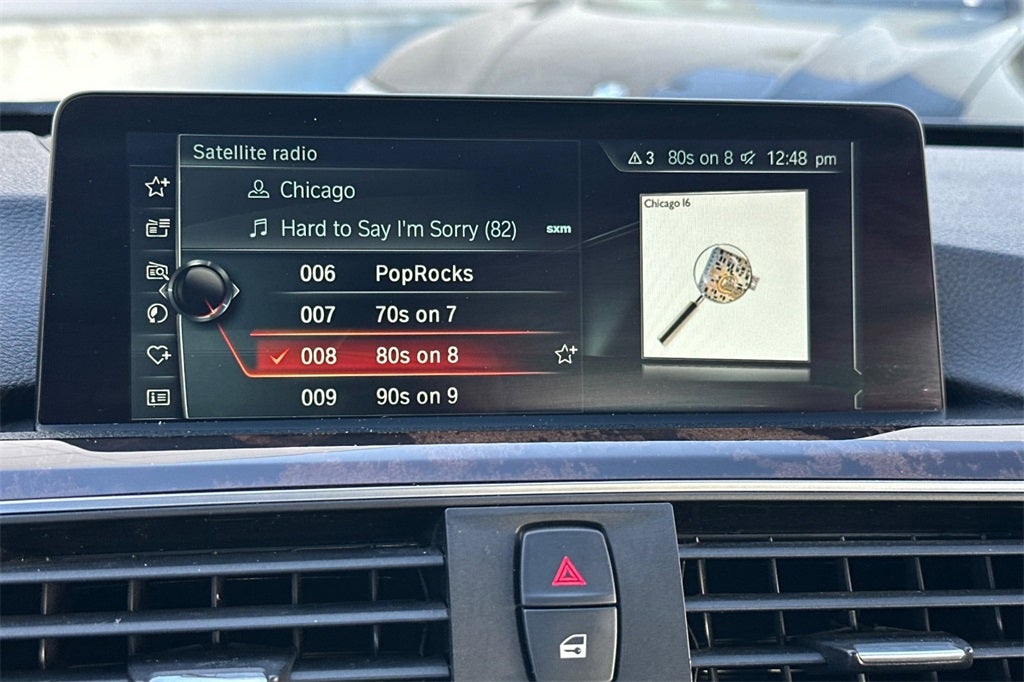 Satellite radio
3 80s on 8 12:48 pm
Chicago
Hard to Say I'm Sorry (82) sxm
006 PopRocks
007 70s on 7
008 80s on 8
009 90s on 9
Chicago 16